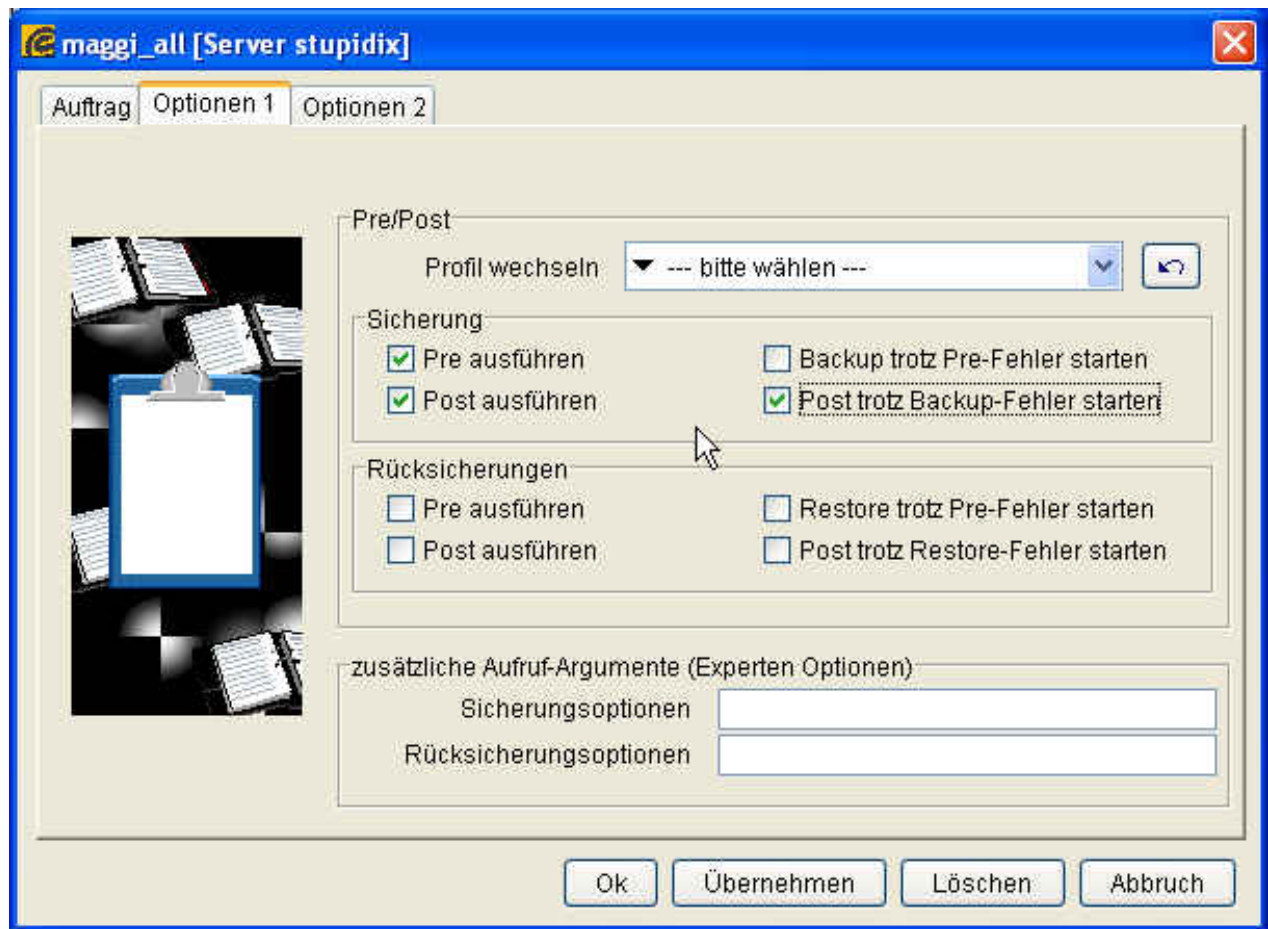 maggi_all [Server stupidix]
Auftrag Optionen 1 Optionen 2
Pre/Post
Profil wechseln --- bitte wählen ---
Sicherung
Pre ausführen Backup trotz Pre-Fehler starten
Post ausführen Post trotz Backup-Fehler starten
Rücksicherungen
Pre ausführen Restore trotz Pre-Fehler starten
Post ausführen Post trotz Restore-Fehler starten
zusätzliche Aufruf-Argumente (Experten Optionen)
Sicherungsoptionen
Rücksicherungsoptionen
Ok Übernehmen Löschen Abbruch